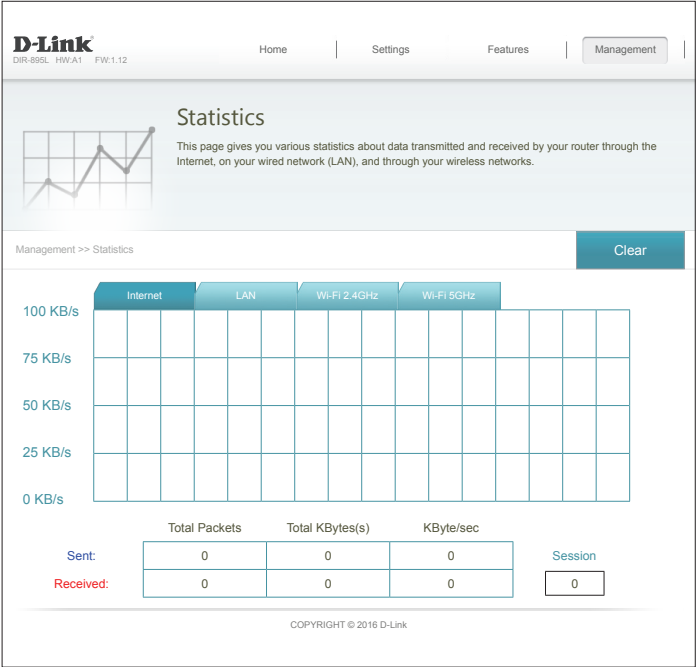 D-Link
DIR-895L HW:A1 FW:1.12
Home Settings Features Management
Statistics
This page gives you various statistics about data transmitted and received by your router through the
Internet, on your wired network (LAN), and through your wireless networks.
Management >> Statistics
Clear
Internet LAN Wi-Fi 2.4GHz Wi-Fi 5GHz
100 KB/s
75 KB/s
50 KB/s
25 KB/s
0 KB/s
Total Packets Total KBytes(s) KByte/sec
Sent: 0 0 0 Session
Received: 0 0 0 0
COPYRIGHT © 2016 D-Link